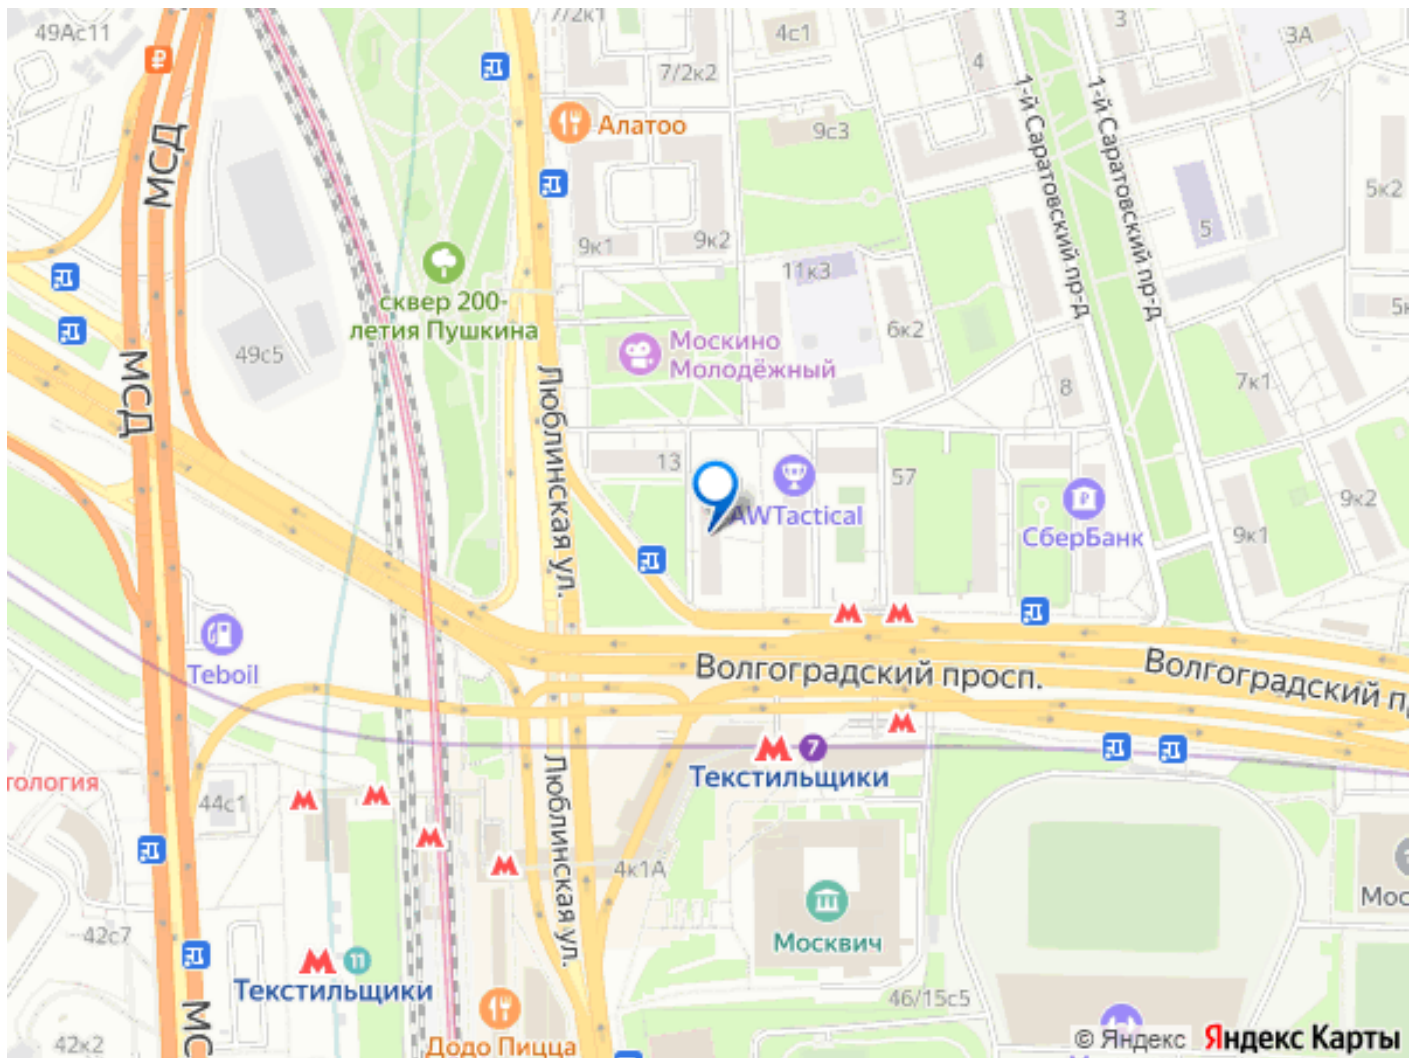 49Ас11
7/2к1
4с1
3
3А
7/2к2
4
МСД
Алатоо
9с3
1-й Саратовский пр-д
1-й Саратовский пр-д
5к2
5
9к1
9к2
11к3
сквер 200-
летия Пушкина
6к2
Москино
Молодёжный
49с5
МСД
Люблинская ул.
8
7к1
13
57
9к2
AWTactical
СберБанк
9к1
Teboil
Волгоградский просп.
Волгоградский п
7
Текстильщики
тология
44с1
Люблинская ул.
4к1А
Мос
Москвич
42с7
11
Текстильщики
46/15с5
МС
42к2
Додо Пицца
© Яндекс Яндекс Карты